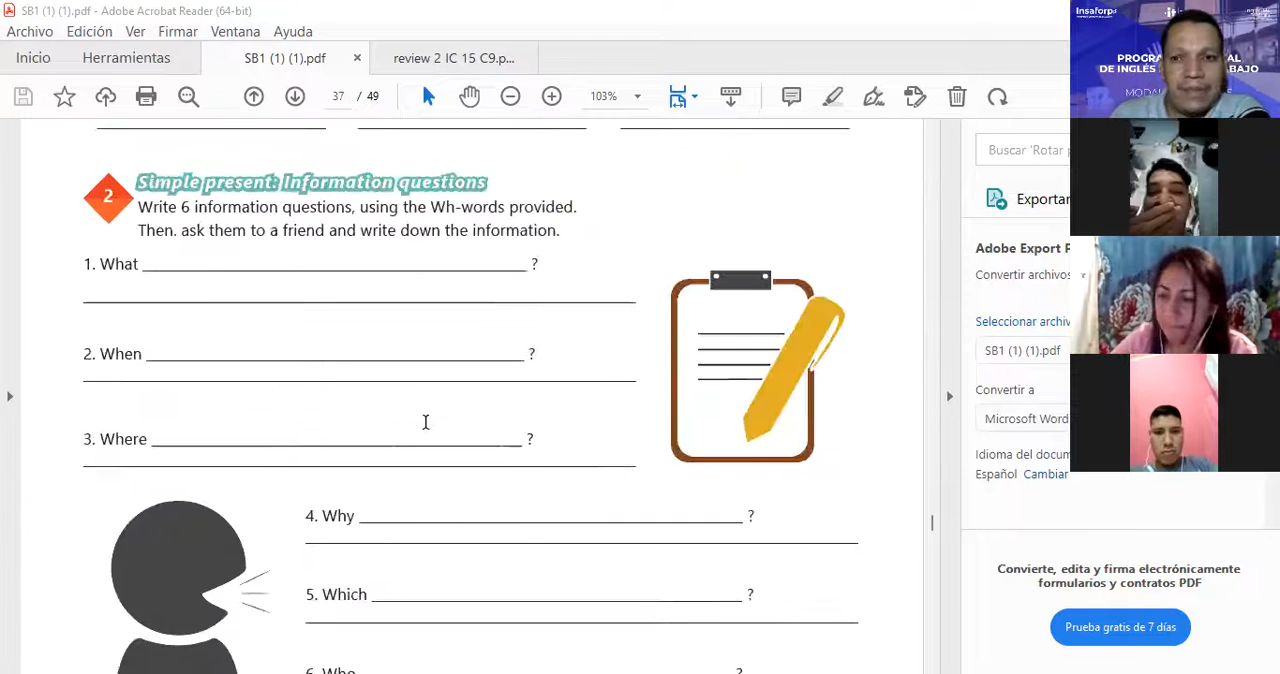 SB1 (1) (1).pdf - Adobe Acrobat Reader (64-bit)
Archivo Edición Ver Firmar Ventana Ayuda
Inicio Herramientas SB1 (1) (1).pdf × review 2 IC 15 C9.p...
37 / 49 103%
2 Simple present: Information questions
Write 6 information questions, using the Wh-words provided.
Then. ask them to a friend and write down the information.
1. What ?
2. When ?
3. Where ?
4. Why ?
5. Which ?
6. Who ?
Buscar 'Rotar
Exportar
Adobe Export
Convertir archivos
Seleccionar archiv
SB1 (1) (1).pdf
Convertir a
Microsoft Word
Idioma del docum
Español Cambiar
Convierte, edita y firma electrónicamente
formularios y contratos PDF
Prueba gratis de 7 días
Insaforp
DE INGLÉS